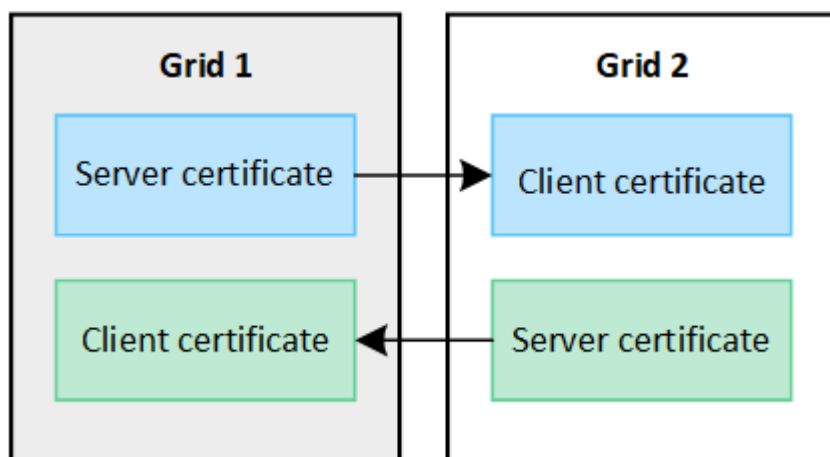 Grid 1
Server certificate
Client certificate
Grid 2
Client certificate
Server certificate